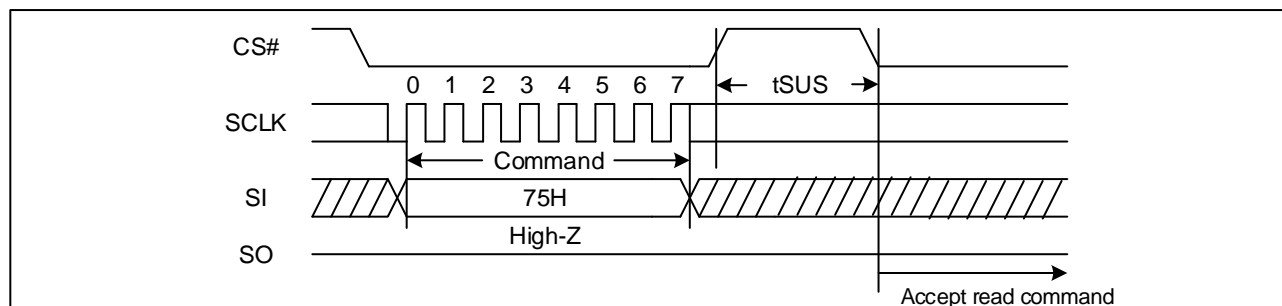 CS#
0 1 2 3 4 5 6 7
tSUS
SCLK
Command
SI
75H
High-Z
SO
Accept read command